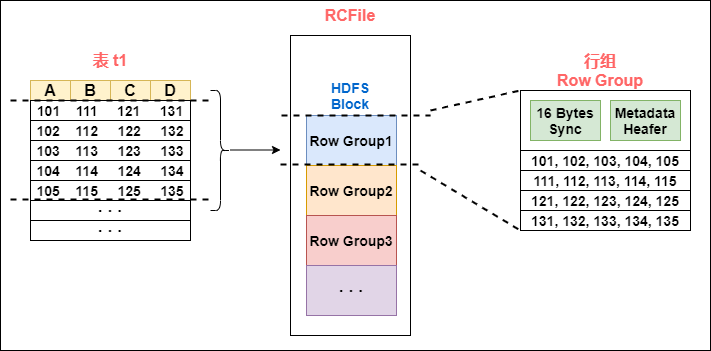 表 t1
A B C D
101 111 121 131
102 112 122 132
103 113 123 133
104 114 124 134
105 115 125 135
· · ·
· · ·
RCFile
HDFS
Block
Row Group1
Row Group2
Row Group3
· · ·
行组
Row Group
16 Bytes
Sync
Metadata
Heafer
101, 102, 103, 104, 105
111, 112, 113, 114, 115
121, 122, 123, 124, 125
131, 132, 133, 134, 135